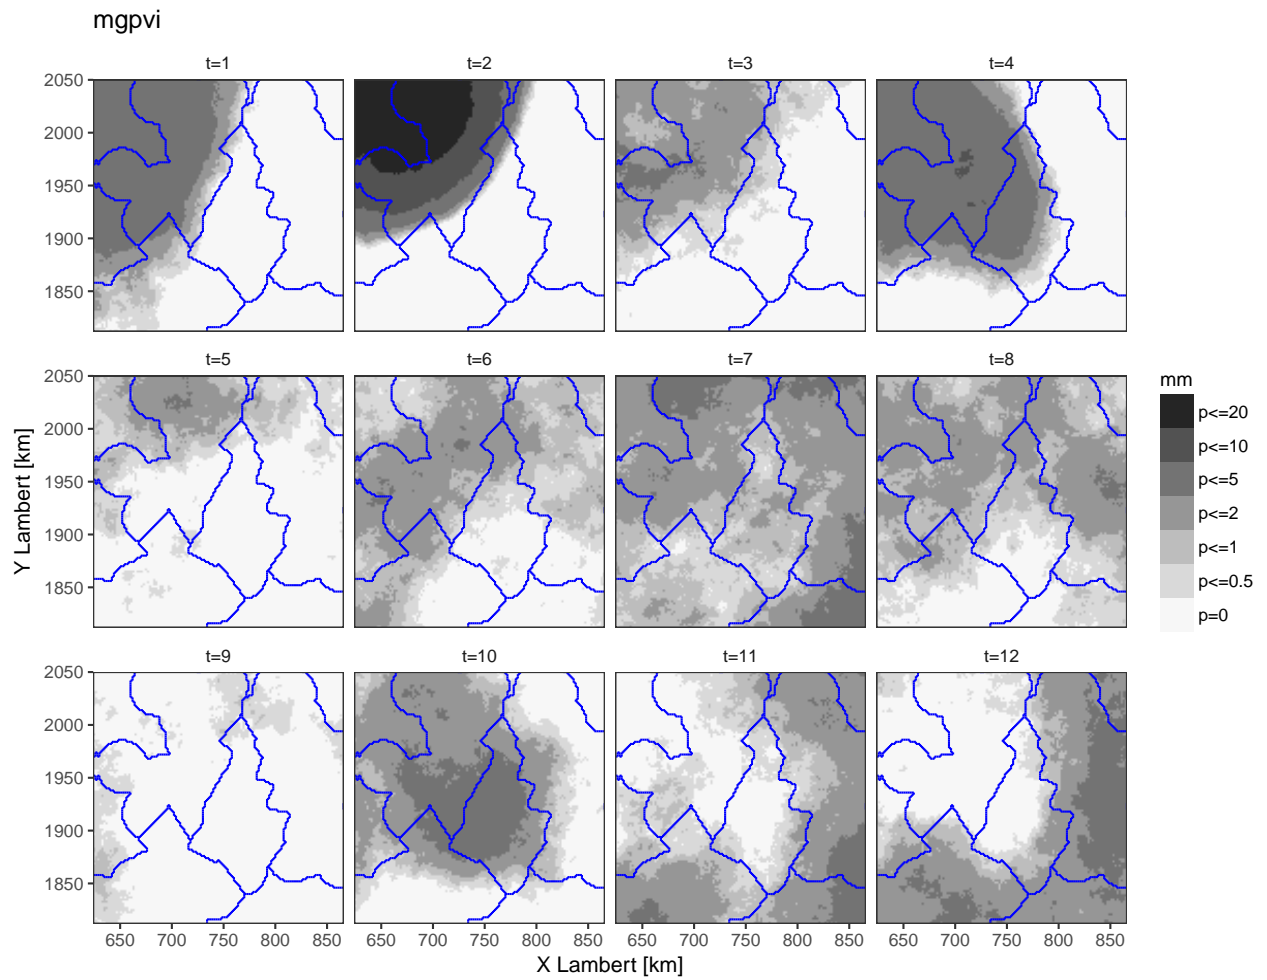 mgpvi
t=1 t=2 t=3 t=4
2050
2000
1950
1900
1850
t=5 t=6 t=7 t=8
2050
2000
1950
1900
1850
t=9 t=10 t=11 t=12
2050
2000
1950
1900
1850
650 700 750 800 850 650 700 750 800 850 650 700 750 800 850 650 700 750 800 850
X Lambert [km]
Y Lambert [km]
mm
p<=20
p<=10
p<=5
p<=2
p<=1
p<=0.5
p=0